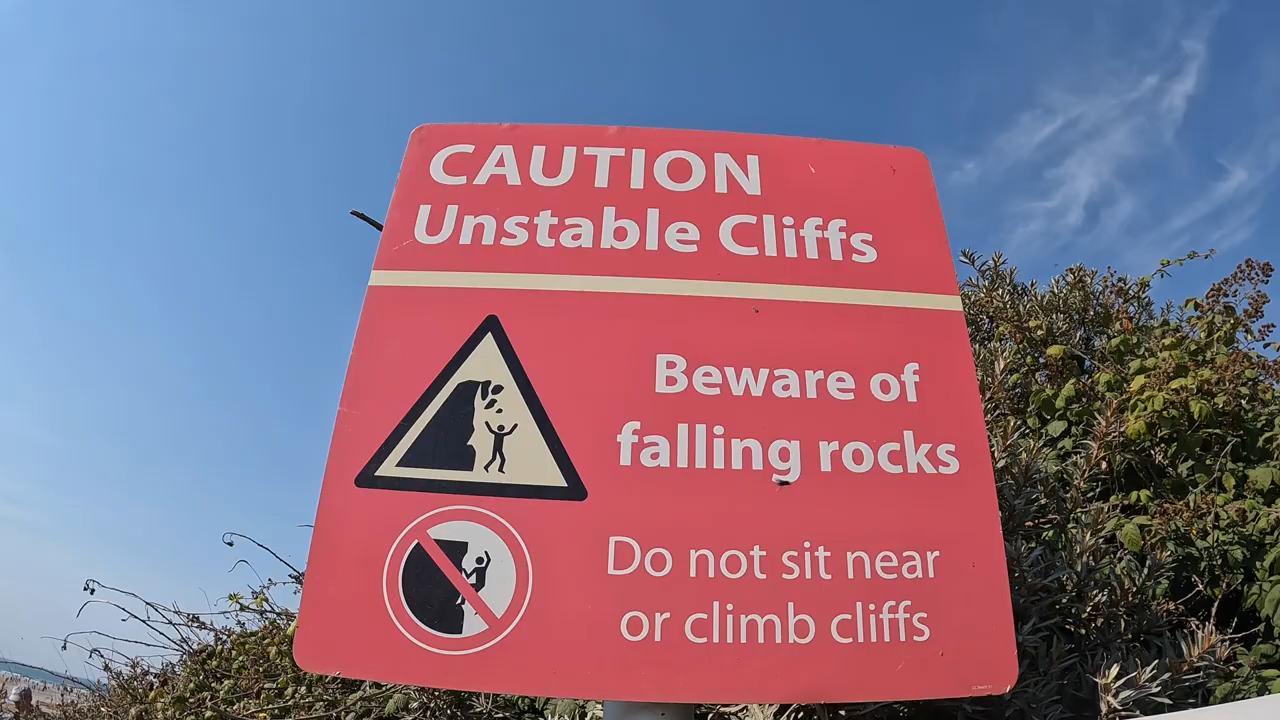 CAUTION
Unstable Cliffs
Beware of
falling rocks
Do not sit near
or climb cliffs